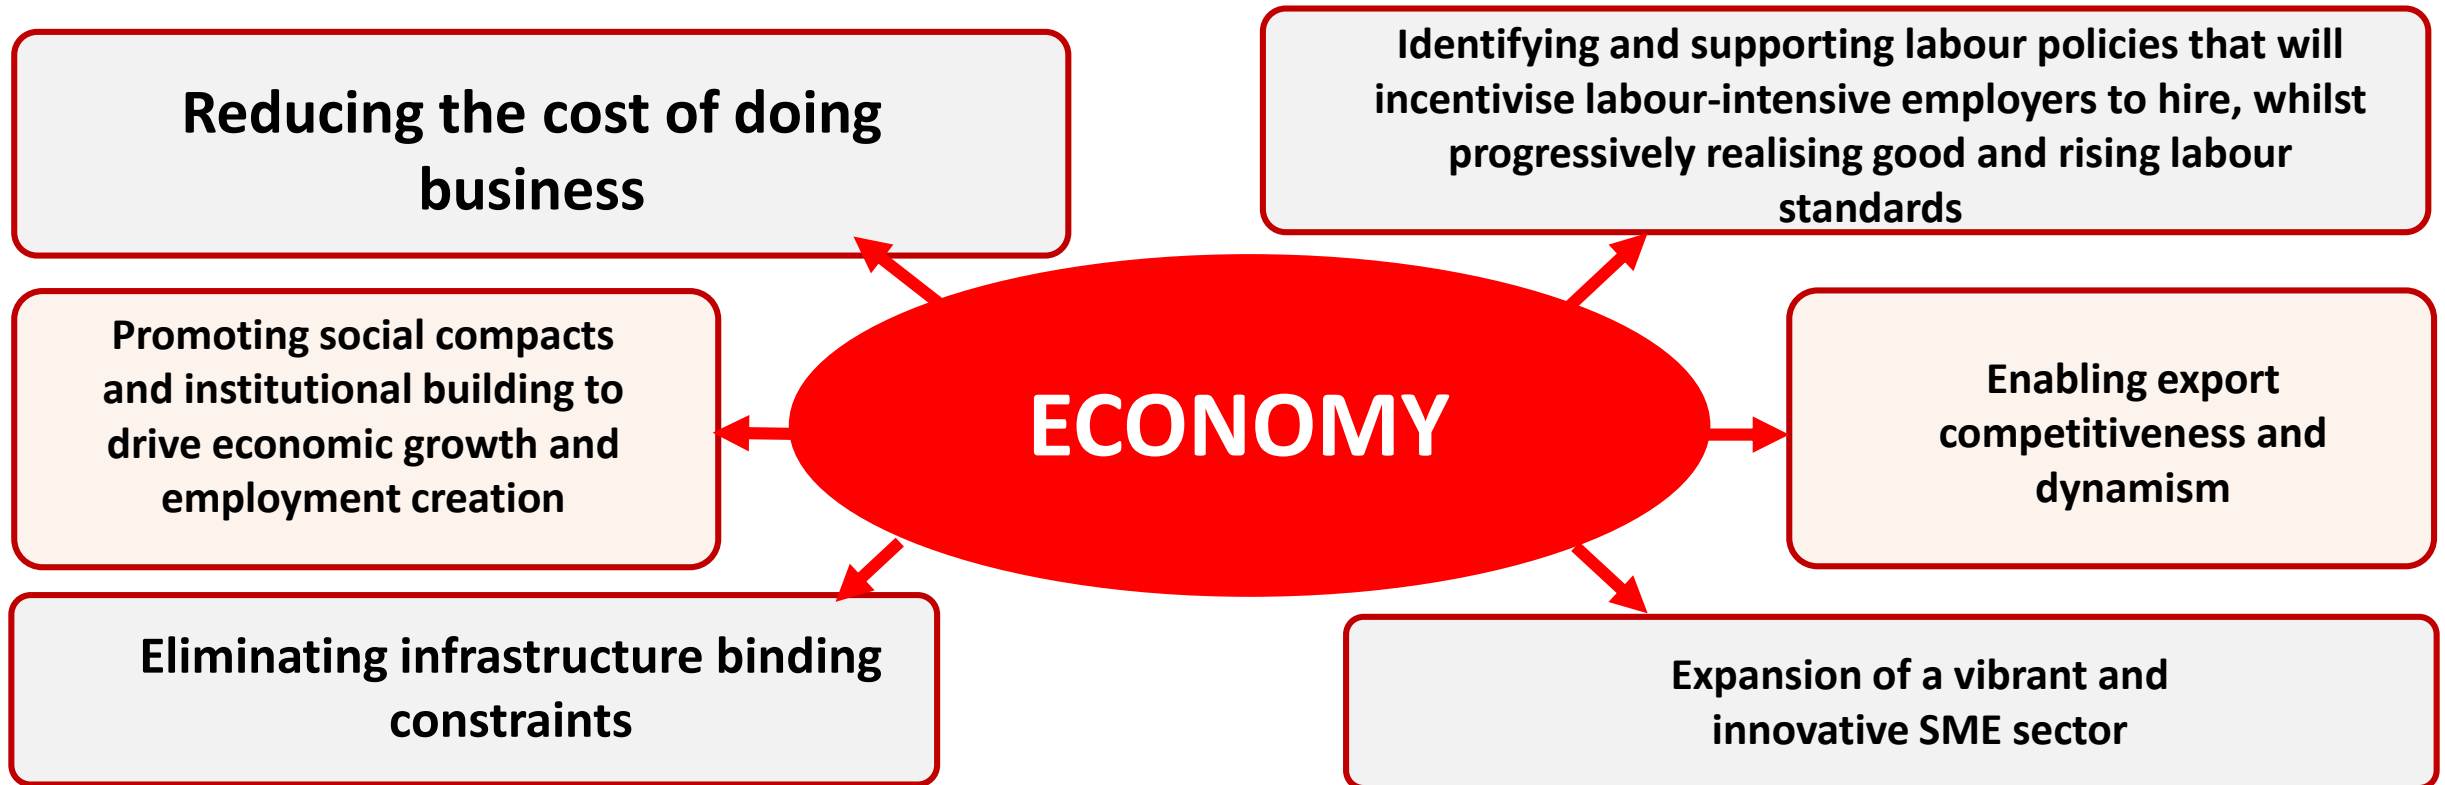 Reducing the cost of doing
business
Identifying and supporting labour policies that will
incentivise labour-intensive employers to hire, whilst
progressively realising good and rising labour
standards
Promoting social compacts
and institutional building to
drive economic growth and
employment creation
ECONOMY
Enabling export
competitiveness and
dynamism
Eliminating infrastructure binding
constraints
Expansion of a vibrant and
innovative SME sector